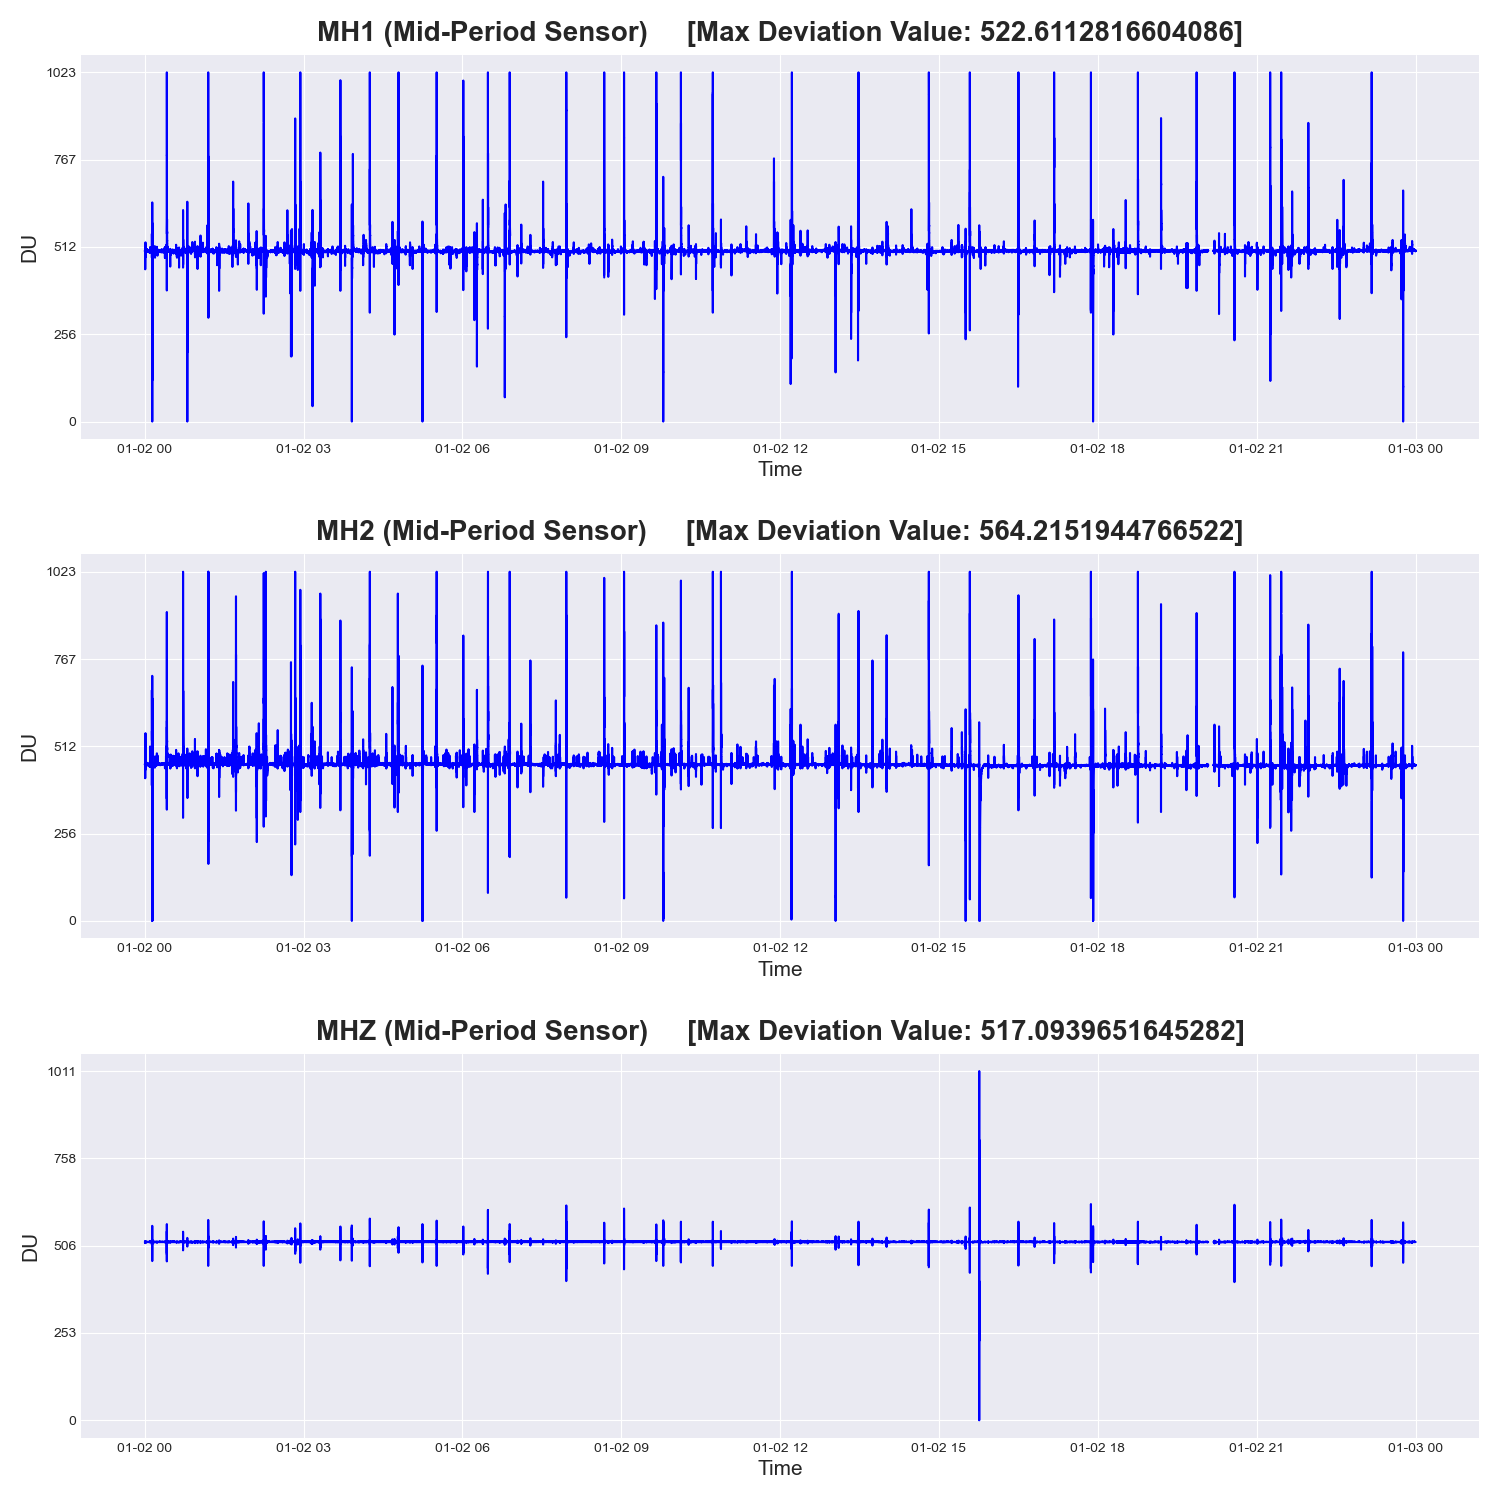 MH1 (Mid-Period Sensor) [Max Deviation Value: 522.6112816604086]
1023
767
512
256
0
DU
01-02 00 01-02 03 01-02 06 01-02 09 01-02 12 01-02 15 01-02 18 01-02 21 01-03 00
Time
MH2 (Mid-Period Sensor) [Max Deviation Value: 564.2151944766522]
1023
767
512
256
0
DU
01-02 00 01-02 03 01-02 06 01-02 09 01-02 12 01-02 15 01-02 18 01-02 21 01-03 00
Time
MHZ (Mid-Period Sensor) [Max Deviation Value: 517.0939651645282]
1011
758
506
253
0
DU
01-02 00 01-02 03 01-02 06 01-02 09 01-02 12 01-02 15 01-02 18 01-02 21 01-03 00
Time